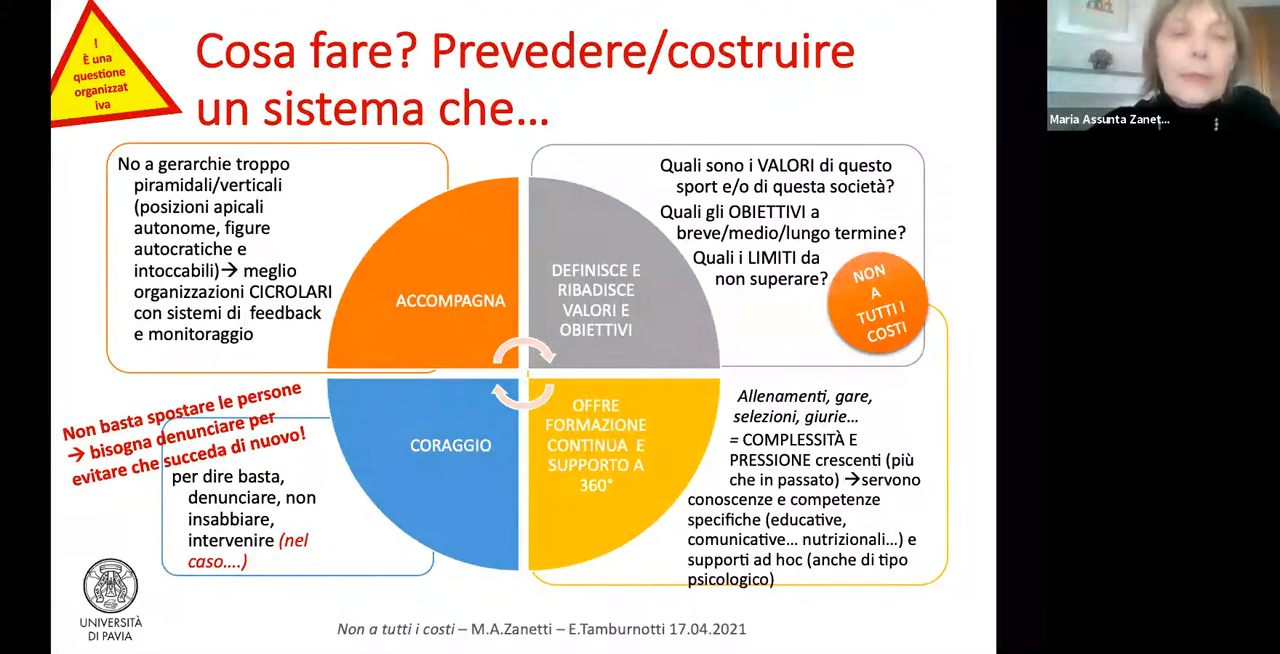 !
È una
questione
organizzat
iva
Cosa fare? Prevedere/costruire
un sistema che…
No a gerarchie troppo
piramidali/verticali
(posizioni apicali
autonome, figure
autocratiche e
intoccabili)→ meglio
organizzazioni CICROLARI
con sistemi di feedback
e monitoraggio
ACCOMPAGNA
DEFINISCE E
RIBADISCE
VALORI E
OBIETTIVI
Quali sono i VALORI di questo
sport e/o di questa società?
Quali gli OBIETTIVI a
breve/medio/lungo termine?
Quali i LIMITI da
non superare?
NON
A
TUTTI I
COSTI
Non basta spostare le persone
→ bisogna denunciare per
evitare che succeda di nuovo!
per dire basta,
denunciare, non
insabbiare,
intervenire (nel
caso….)
CORAGGIO
OFFRE
FORMAZIONE
CONTINUA E
SUPPORTO A
360°
Allenamenti, gare,
selezioni, giurie…
= COMPLESSITÀ E
PRESSIONE crescenti (più
che in passato) →servono
conoscenze e competenze
specifiche (educative,
comunicative… nutrizionali…) e
supporti ad hoc (anche di tipo
psicologico)
UNIVERSITÀ
DI PAVIA
Non a tutti i costi – M.A.Zanetti – E.Tamburnotti 17.04.2021
Maria Assunta Zanet…